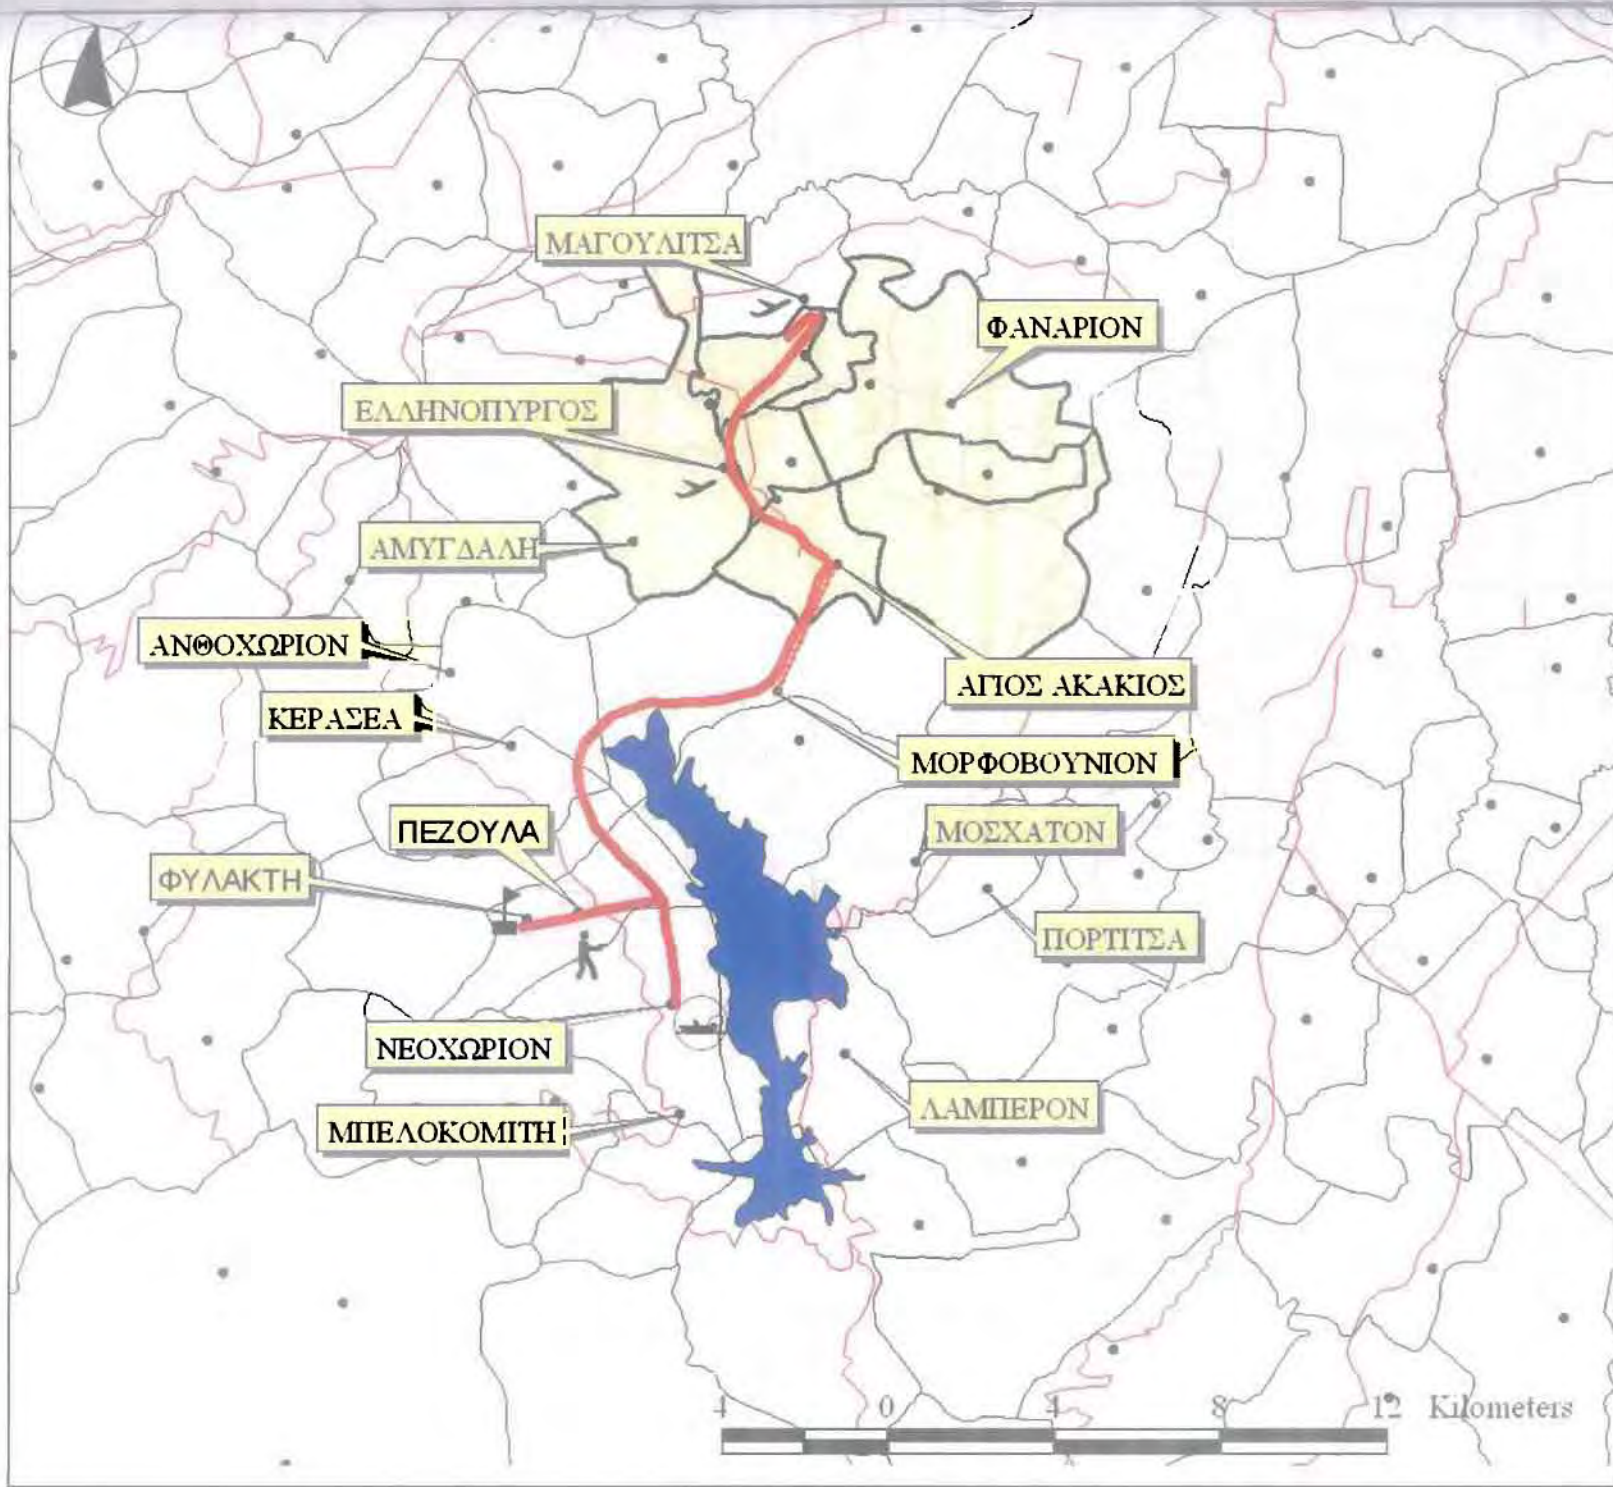 ΜΑΓΟΥΛΙΤΣΑ
ΦΑΝΑΡΙΟΝ
ΕΛΛΗΝΟΠΥΡΓΟΣ
ΑΜΥΓΔΑΛΗ
ΑΝΘΟΧΩΡΙΟΝ
ΑΓΙΟΣ ΑΚΑΚΙΟΣ
ΚΕΡΑΣΕΑ
ΜΟΡΦΟΒΟΥΝΙΟΝ
ΠΕΖΟΥΛΑ
ΜΟΣΧΑΤΟΝ
ΦΥΛΑΚΤΗ
ΠΟΡΤΙΤΣΑ
ΝΕΟΧΩΡΙΟΝ
ΛΑΜΠΕΡΟΝ
ΜΠΕΛΟΚΟΜΙΤΗ
4 0 4 8 12 Kilometers